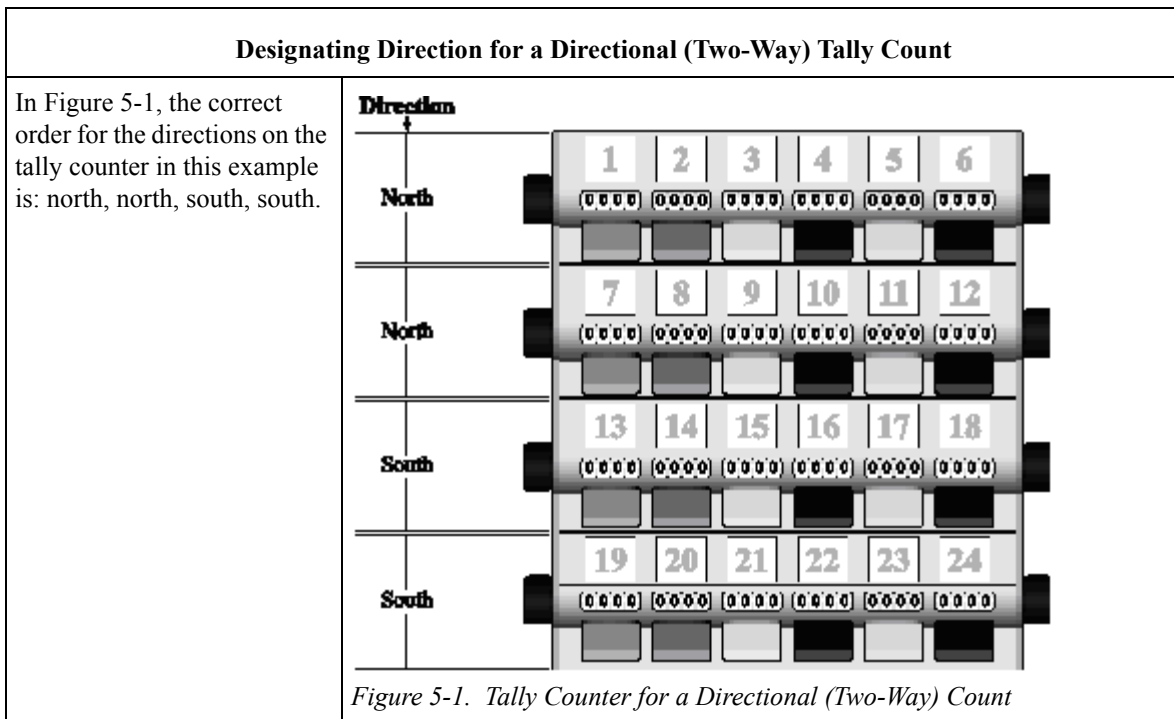 Designating Direction for a Directional (Two-Way) Tally Count
In Figure 5-1, the correct
order for the directions on the
tally counter in this example
is: north, north, south, south.
Direction
North
1 2 3 4 5 6
0000 0000 0000 0000 0000 0000
North
7 8 9 10 11 12
0000 0000 0000 0000 0000 0000
South
13 14 15 16 17 18
0000 0000 0000 0000 0000 0000
South
19 20 21 22 23 24
0000 0000 0000 0000 0000 0000
Figure 5-1. Tally Counter for a Directional (Two-Way) Count